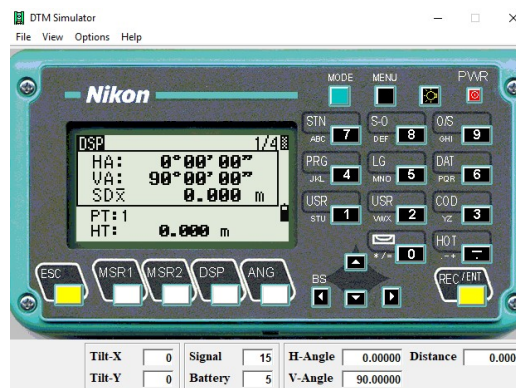 DTM Simulator
File View Options Help
Nikon
MODE MENU PWR
DSP 1/4
HA: 0°00'00"
VA: 90°00'00"
SDx̅ 0.000 m
PT:1
HT: 0.000 m
STN ABC 7
S-O DEF 8
O/S GHI 9
PRG JKL 4
LG MNO 5
DAT PQR 6
USR STU 1
USR VWX 2
COD YZ 3
*/= 0
HOT .-+ -
ESC MSR1 MSR2 DSP ANG BS REC/ENT
Tilt-X 0 Signal 15 H-Angle 0.00000 Distance 0.000
Tilt-Y 0 Battery 5 V-Angle 90.00000